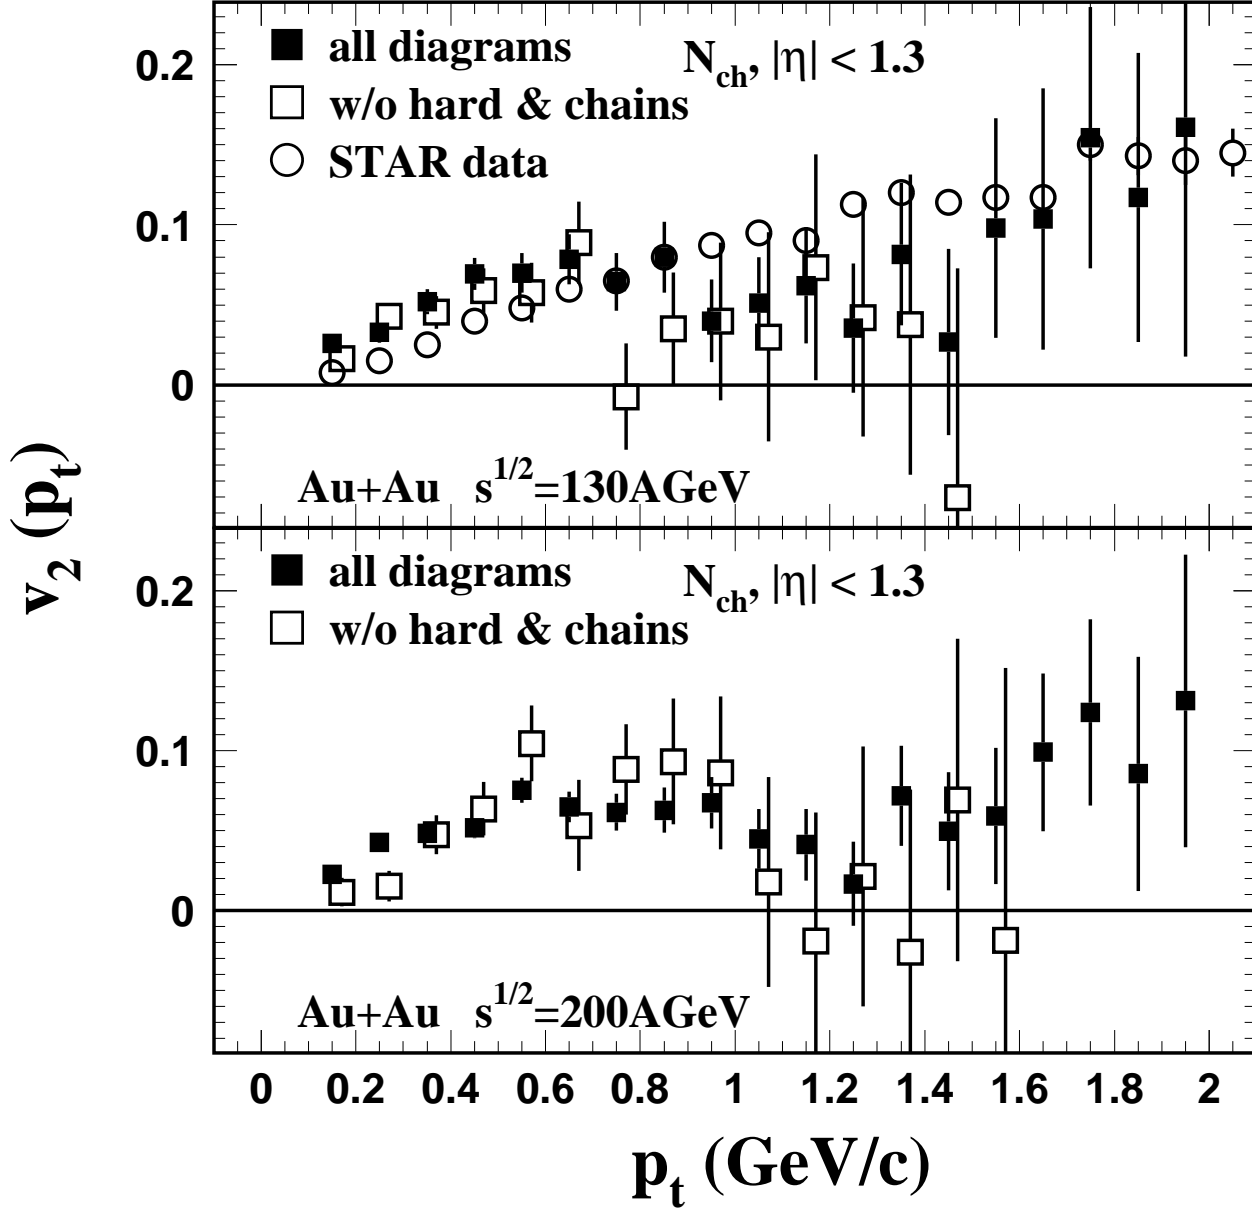 all diagrams
N_ch, |η| < 1.3
w/o hard & chains
STAR data
0.2
0.1
0
Au+Au s^1/2=130AGeV
v_2 (p_t)
all diagrams
N_ch, |η| < 1.3
w/o hard & chains
0.2
0.1
0
Au+Au s^1/2=200AGeV
0 0.2 0.4 0.6 0.8 1 1.2 1.4 1.6 1.8 2
p_t (GeV/c)